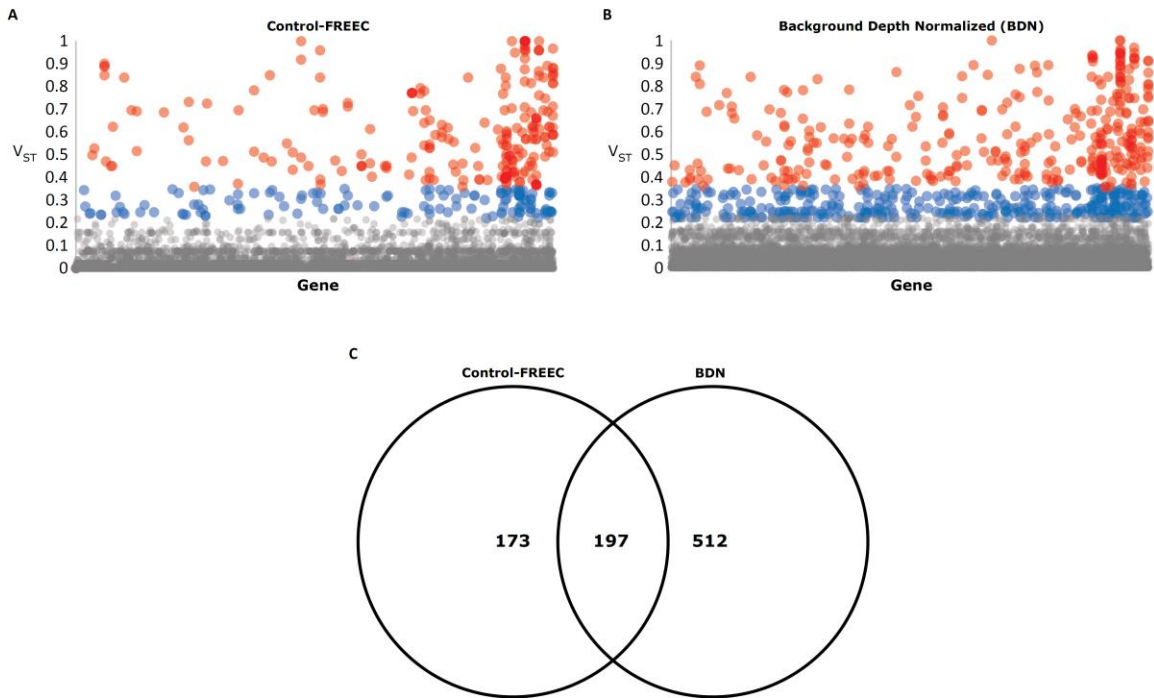 A
Control-FREEC
1
0.9
0.8
0.7
0.6
V_ST 0.5
0.4
0.3
0.2
0.1
0
Gene
B
Background Depth Normalized (BDN)
1
0.9
0.8
0.7
0.6
V_ST 0.5
0.4
0.3
0.2
0.1
0
Gene
C
Control-FREEC BDN
173 197 512